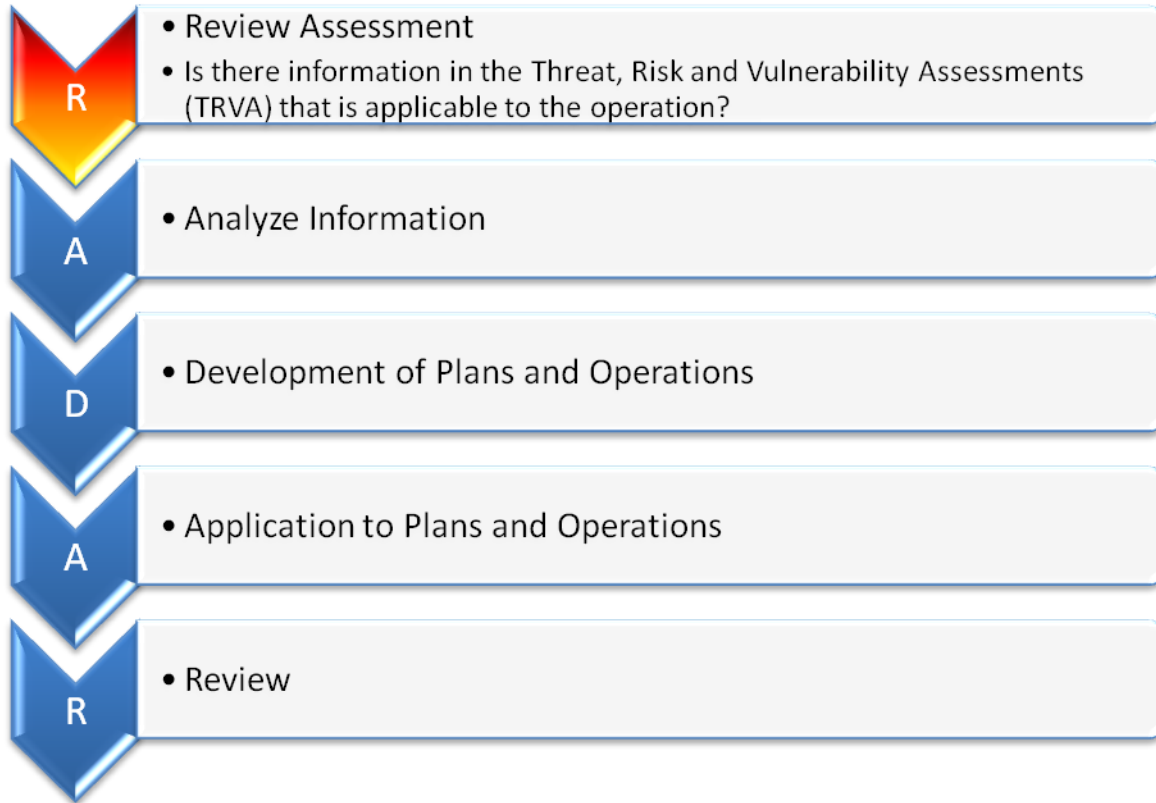 R
• Review Assessment
• Is there information in the Threat, Risk and Vulnerability Assessments
(TRVA) that is applicable to the operation?
A
• Analyze Information
D
• Development of Plans and Operations
A
• Application to Plans and Operations
R
• Review